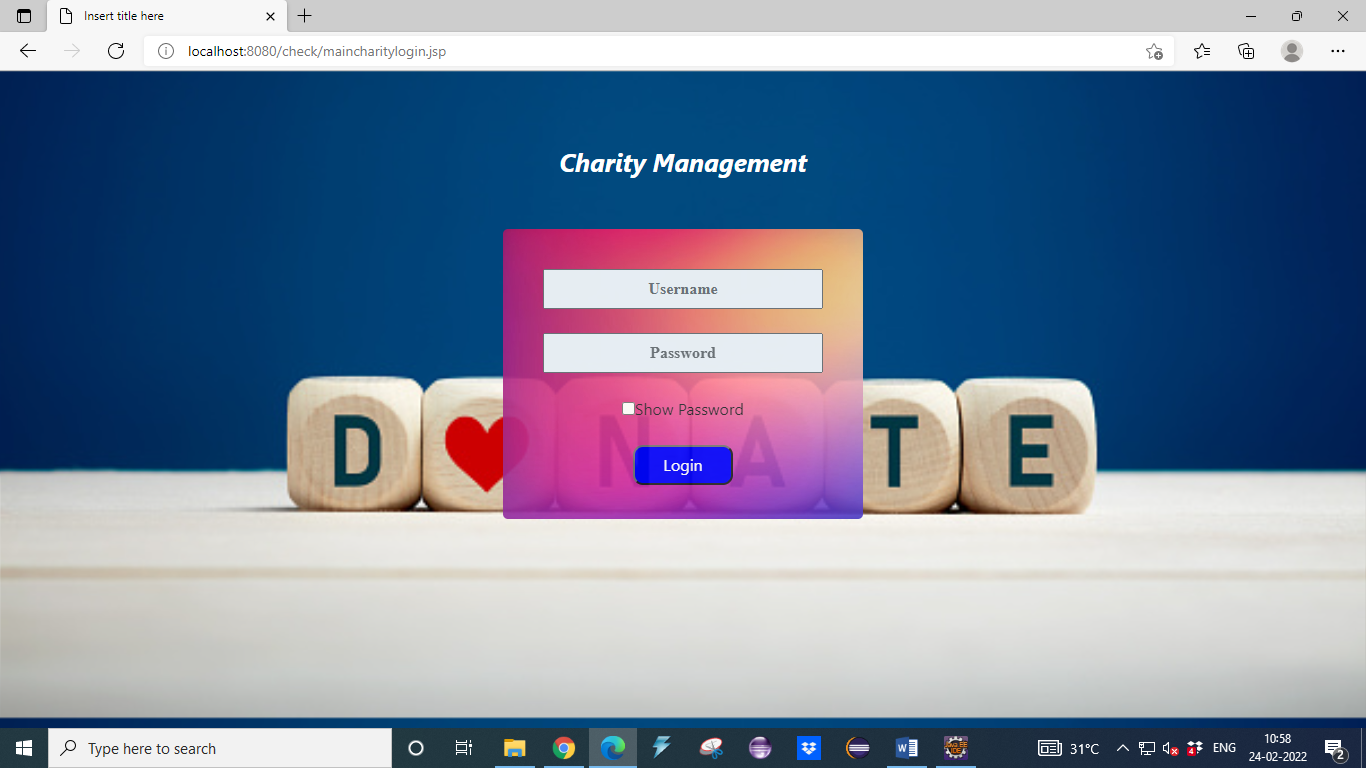 Insert title here
localhost:8080/check/maincharitylogin.jsp
Charity Management
Username
Password
Show Password
D N A T E
Login
Type here to search
31°C
ENG
10:58
24-02-2022
2